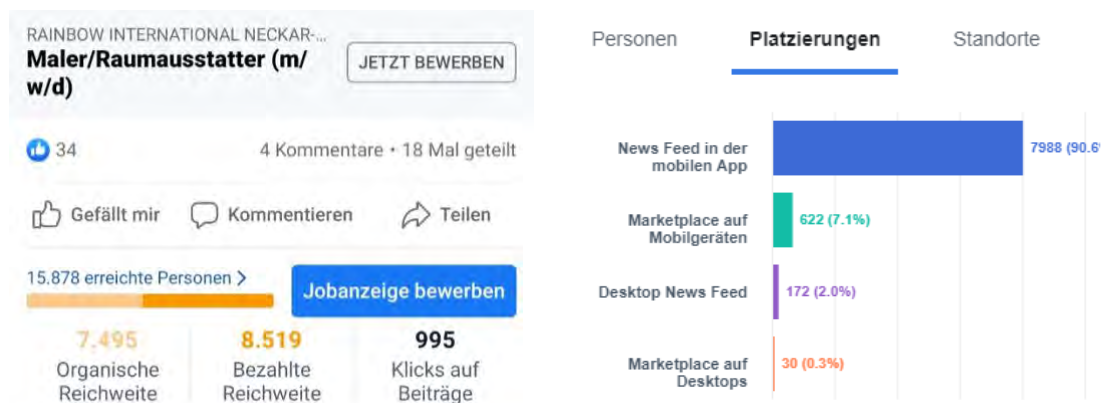 RAINBOW INTERNATIONAL NECKAR-...
Maler/Raumausstatter (m/
w/d)
JETZT BEWERBEN
34
4 Kommentare • 18 Mal geteilt
Gefällt mir
Kommentieren
Teilen
15.878 erreichte Personen
Jobanzeige bewerben
7.495
8.519
995
Organische
Bezahlte
Klicks auf
Reichweite
Reichweite
Beiträge
Personen
Platzierungen
Standorte
News Feed in der
mobilen App
7988 (90.6
Marketplace auf
Mobilgeräten
622 (7.1%)
Desktop News Feed
172 (2.0%)
Marketplace auf
Desktops
30 (0.3%)